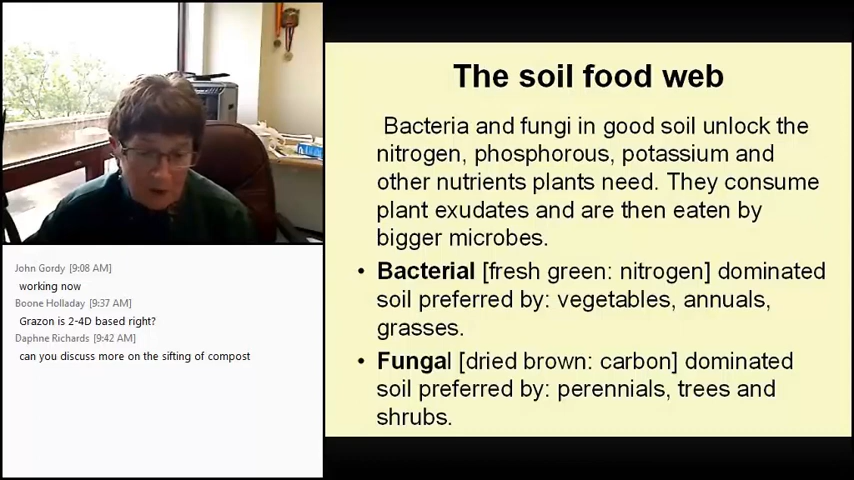 The soil food web
Bacteria and fungi in good soil unlock the
nitrogen, phosphorous, potassium and
other nutrients plants need. They consume
plant exudates and are then eaten by
bigger microbes.
• Bacterial [fresh green: nitrogen] dominated
soil preferred by: vegetables, annuals,
grasses.
• Fungal [dried brown: carbon] dominated
soil preferred by: perennials, trees and
shrubs.
John Gordy [9:08 AM]
working now
Boone Holladay [9:37 AM]
Grazon is 2-4D based right?
Daphne Richards [9:42 AM]
can you discuss more on the sifting of compost